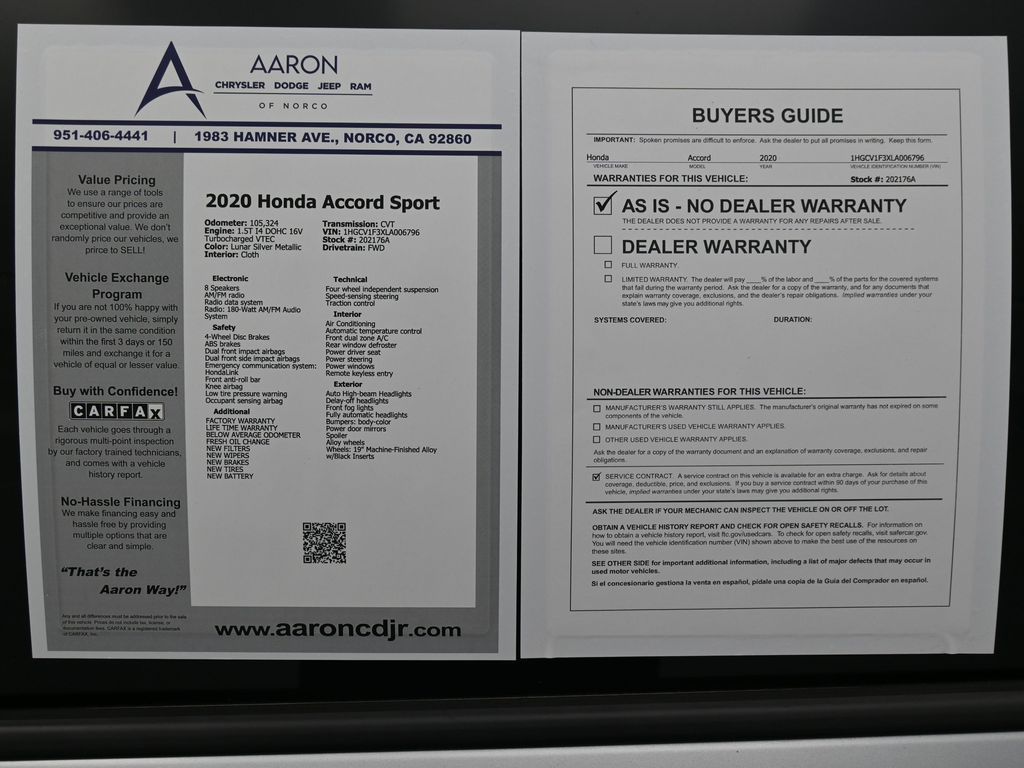 AARON
CHRYSLER DODGE JEEP RAM
OF NORCO
951-406-4441 | 1983 HAMNER AVE., NORCO, CA 92860
Value Pricing
We use a range of tools
to ensure our prices are
competitive and provide an
exceptional value. We don't
randomly price our vehicles, we
price to SELL!
Vehicle Exchange
Program
If you are not 100% happy with
your pre-owned vehicle, simply
return it in the same condition
within the first 3 days or 150
miles and exchange it for a
vehicle of equal or lesser value.
Buy with Confidence!
CARFAX
Each vehicle goes through a
rigorous multi-point inspection
by our factory trained technicians,
and comes with a vehicle
history report.
No-Hassle Financing
We make financing easy and
hassle free by providing
multiple options that are
clear and simple.
"That's the
Aaron Way!"
Any and all differences must be addressed prior to the sale
of this vehicle. Prices do not include tax, license, or
documentation fees. CARFAX is a registered trademark
of CARFAX, Inc.
2020 Honda Accord Sport
Odometer: 105,324
Engine: 1.5T I4 DOHC 16V
Turbocharged VTEC
Color: Lunar Silver Metallic
Interior: Cloth
Transmission: CVT
VIN: 1HGCV1F3XLA006796
Stock #: 202176A
Drivetrain: FWD
Electronic
8 Speakers
AM/FM radio
Radio data system
Radio: 180-Watt AM/FM Audio
System
Safety
4-Wheel Disc Brakes
ABS brakes
Dual front impact airbags
Dual front side impact airbags
Emergency communication system:
HondaLink
Front anti-roll bar
Knee airbag
Low tire pressure warning
Occupant sensing airbag
Additional
FACTORY WARRANTY
LIFE TIME WARRANTY
BELOW AVERAGE ODOMETER
FRESH OIL CHANGE
NEW FILTERS
NEW WIPERS
NEW BRAKES
NEW TIRES
NEW BATTERY
Technical
Four wheel independent suspension
Speed-sensing steering
Traction control
Interior
Air Conditioning
Automatic temperature control
Front dual zone A/C
Rear window defroster
Power driver seat
Power steering
Power windows
Remote keyless entry
Exterior
Auto High-beam Headlights
Delay-off headlights
Front fog lights
Fully automatic headlights
Bumpers: body-color
Power door mirrors
Spoiler
Alloy wheels
Wheels: 19" Machine-Finished Alloy
w/Black Inserts
www.aaroncdjr.com
BUYERS GUIDE
IMPORTANT: Spoken promises are difficult to enforce. Ask the dealer to put all promises in writing. Keep this form.
Honda Accord 2020 1HGCV1F3XLA006796
VEHICLE MAKE MODEL YEAR VEHICLE IDENTIFICATION NUMBER (VIN)
WARRANTIES FOR THIS VEHICLE: Stock #: 202176A
AS IS - NO DEALER WARRANTY
THE DEALER DOES NOT PROVIDE A WARRANTY FOR ANY REPAIRS AFTER SALE.
DEALER WARRANTY
FULL WARRANTY.
LIMITED WARRANTY. The dealer will pay ____% of the labor and ____% of the parts for the covered systems
that fail during the warranty period. Ask the dealer for a copy of the warranty, and for any documents that
explain warranty coverage, exclusions, and the dealer's repair obligations. Implied warranties under your
state's laws may give you additional rights.
SYSTEMS COVERED: DURATION:
NON-DEALER WARRANTIES FOR THIS VEHICLE:
MANUFACTURER'S WARRANTY STILL APPLIES. The manufacturer's original warranty has not expired on some
components of the vehicle.
MANUFACTURER'S USED VEHICLE WARRANTY APPLIES.
OTHER USED VEHICLE WARRANTY APPLIES.
Ask the dealer for a copy of the warranty document and an explanation of warranty coverage, exclusions, and repair
obligations.
SERVICE CONTRACT. A service contract on this vehicle is available for an extra charge. Ask for details about
coverage, deductible, price, and exclusions. If you buy a service contract within 90 days of your purchase of this
vehicle, implied warranties under your state's laws may give you additional rights.
ASK THE DEALER IF YOUR MECHANIC CAN INSPECT THE VEHICLE ON OR OFF THE LOT.
OBTAIN A VEHICLE HISTORY REPORT AND CHECK FOR OPEN SAFETY RECALLS. For information on
how to obtain a vehicle history report, visit ftc.gov/usedcars. To check for open safety recalls, visit safercar.gov.
You will need the vehicle identification number (VIN) shown above to make the best use of the resources on
these sites.
SEE OTHER SIDE for important additional information, including a list of major defects that may occur in
used motor vehicles.
Si el concesionario gestiona la venta en español, pídale una copia de la Guía del Comprador en español.